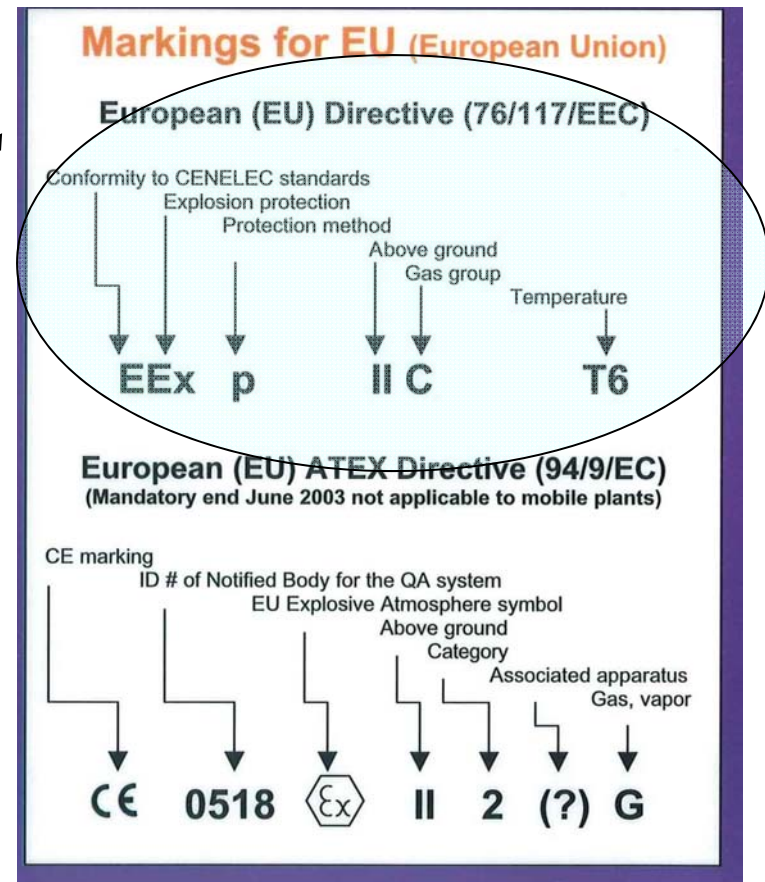 Markings for EU (European Union)
European (EU) Directive (76/117/EEC)
Conformity to CENELEC standards
Explosion protection
Protection method
Above ground
Gas group
Temperature
EEx p II C T6
European (EU) ATEX Directive (94/9/EC)
(Mandatory end June 2003 not applicable to mobile plants)
CE marking
ID # of Notified Body for the QA system
EU Explosive Atmosphere symbol
Above ground
Category
Associated apparatus
Gas, vapor
CE 0518 Ex II 2 (?) G